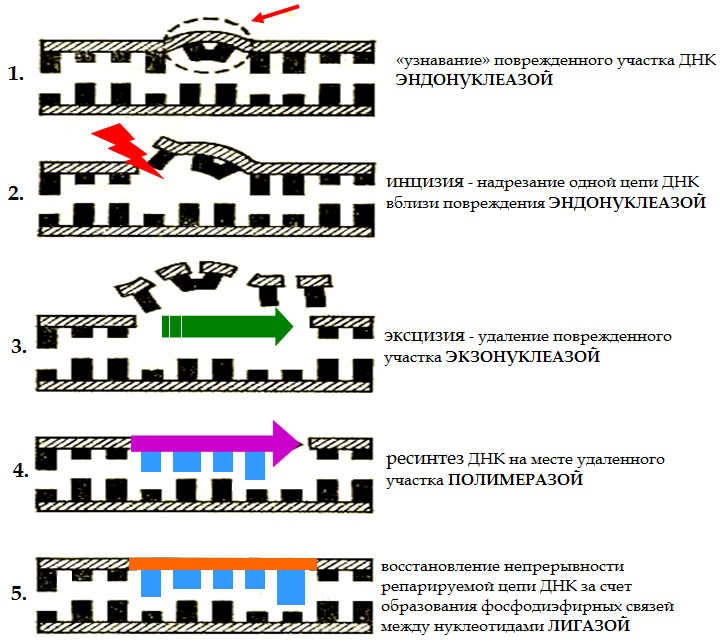 1.
«узнавание» поврежденного участка ДНК
ЭНДОНУКЛЕАЗОЙ
2.
инцизия - надрезание одной цепи ДНК
вблизи повреждения ЭНДОНУКЛЕАЗОЙ
3.
эксцизия - удаление поврежденного
участка ЭКЗОНУКЛЕАЗОЙ
4.
ресинтез ДНК на месте удаленного
участка ПОЛИМЕРАЗОЙ
5.
восстановление непрерывности
репарируемой цепи ДНК за счет
образования фосфодиэфирных связей
между нуклеотидами ЛИГАЗОЙ